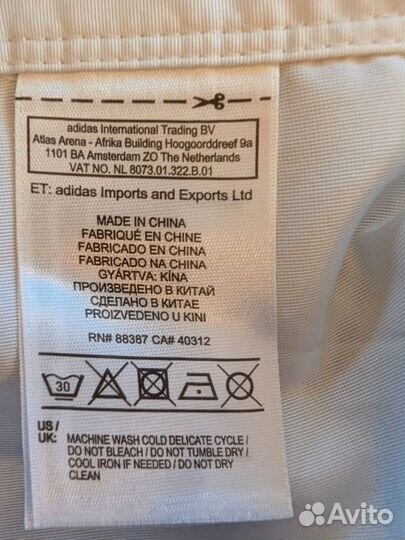 adidas International Trading BV
Atlas Arena - Afrika Building Hoogoorddreef 9a
1101 BA Amsterdam ZO The Netherlands
VAT NO. NL 8073.01.322.B.01
ET: adidas Imports and Exports Ltd
MADE IN CHINA
FABRIQUÉ EN CHINE
FABRICADO EN CHINA
FABRICADO NA CHINA
GYÁRTVA: KÍNA
ПРОИЗВЕДЕНО В КИТАЙ
СДЕЛАНО В КИТАЕ
PROIZVEDENO U KINI
RN# 88387 CA# 40312
30
US /
UK: MACHINE WASH COLD DELICATE CYCLE /
DO NOT BLEACH / DO NOT TUMBLE DRY /
COOL IRON IF NEEDED / DO NOT DRY
CLEAN
Avito